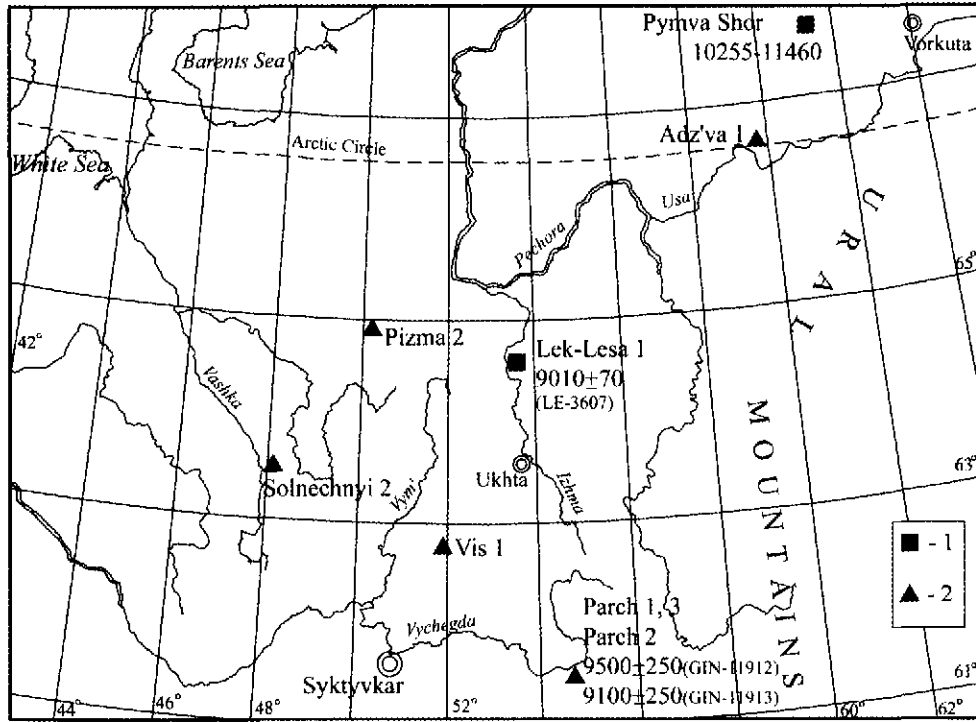 Pymva Shor
10255-11460
Vorkuta
Barents Sea
Adz'va 1
Arctic Circle
White Sea
Usa
Pechora
URAL
65°
42°
Pizma 2
Lek-Lesa 1
9010±70
(LE-3607)
Vashka
Solnechnyi 2
Ukhta
Izhma
Vym'
63°
MOUNTAINS
Vis 1
- 1
- 2
Parch 1, 3
Parch 2
9500±250(GIN-11912)
9100±250(GIN-11913)
Vychegda
Syktyvkar
61°
44°
46°
48°
52°
60°
62°